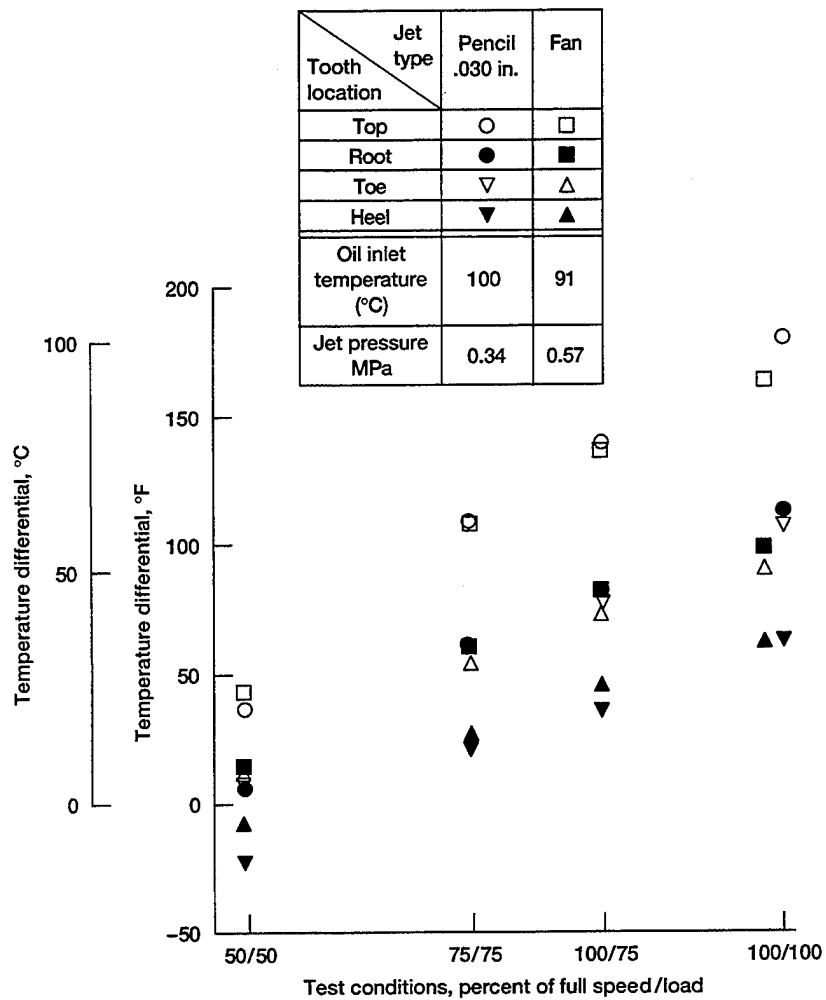 Jet type
Tooth location
Pencil .030 in.
Fan
Top
Root
Toe
Heel
Oil inlet temperature (°C)
100
91
Jet pressure MPa
0.34
0.57
Temperature differential, °C
100
50
0
Temperature differential, °F
200
150
100
50
0
-50
50/50
75/75
100/75
100/100
Test conditions, percent of full speed/load